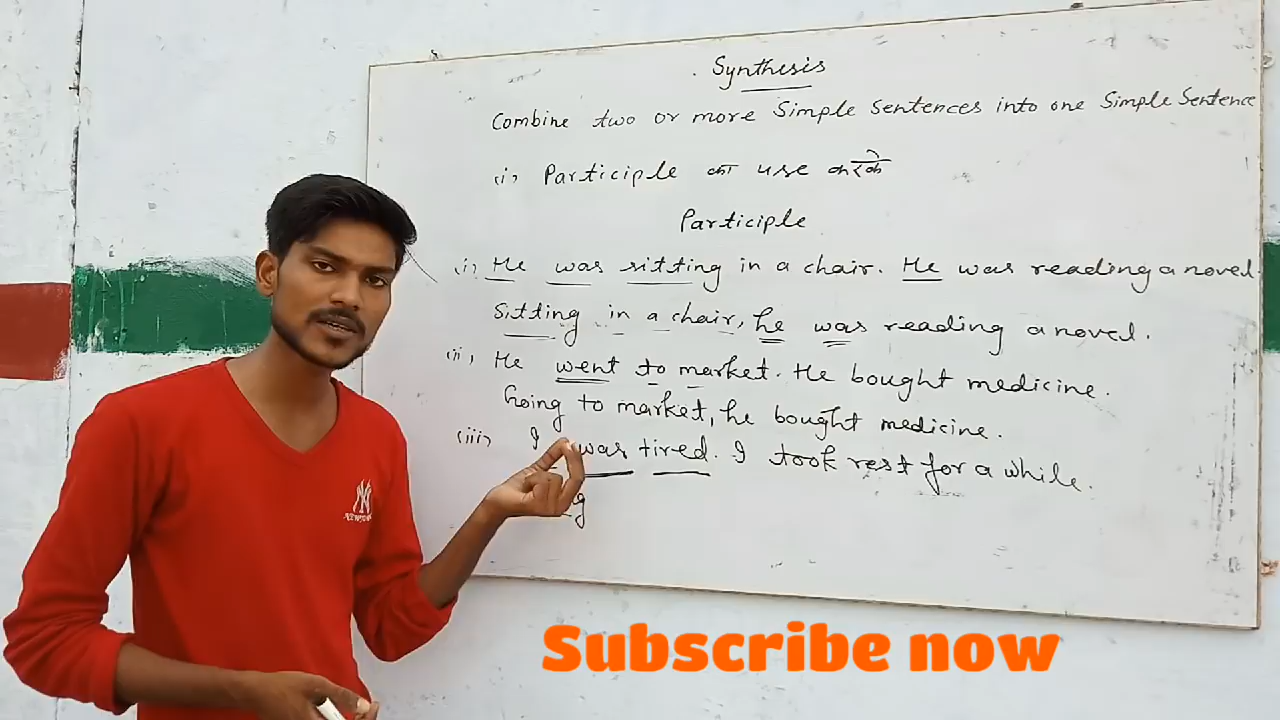 Synthesis
Combine two or more Simple Sentences into one Simple Sentence
(i) Participle का use करके
Participle
(i) He was sitting in a chair. He was reading a novel.
Sitting in a chair, he was reading a novel.
(ii) He went to market. He bought medicine.
Going to market, he bought medicine.
(iii) I was tired. I took rest for a while.
Subscribe now